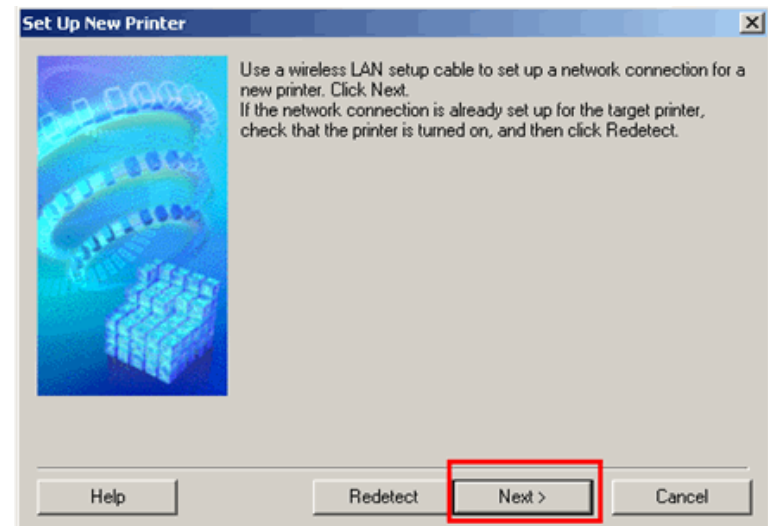 Set Up New Printer
Use a wireless LAN setup cable to set up a network connection for a
new printer. Click Next.
If the network connection is already set up for the target printer,
check that the printer is turned on, and then click Redetect.
Help Redetect Next > Cancel